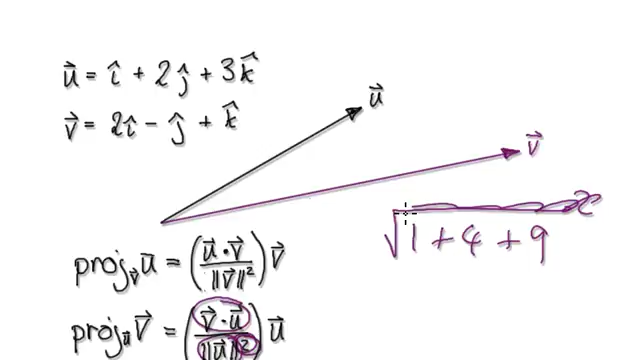 u⃗ = î + 2ĵ + 3k̂
v⃗ = 2î − ĵ + k̂
u⃗
v⃗
√1 + 4 + 9
proj_v⃗ u⃗ = (u⃗ · v⃗ / ||v⃗||²) v⃗
proj_u⃗ v⃗ = (v⃗ · u⃗ / ||u⃗||²) u⃗